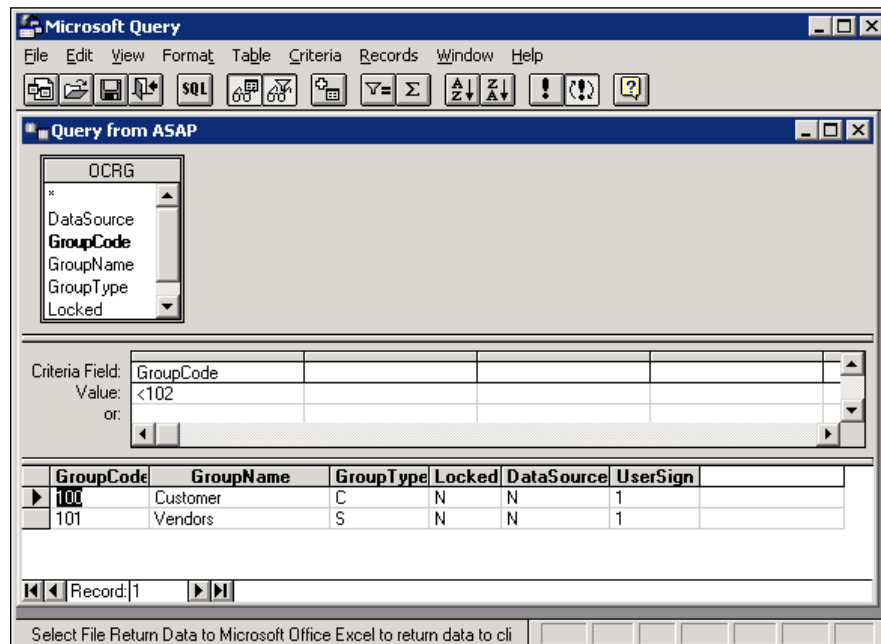 Microsoft Query
File Edit View Format Table Criteria Records Window Help
SQL
Query from ASAP
OCRG
*
DataSource
GroupCode
GroupName
GroupType
Locked
Criteria Field: GroupCode
Value: <102
or:
GroupCode GroupName GroupType Locked DataSource UserSign
100 Customer C N N 1
101 Vendors S N N 1
Record: 1
Select File Return Data to Microsoft Office Excel to return data to cli